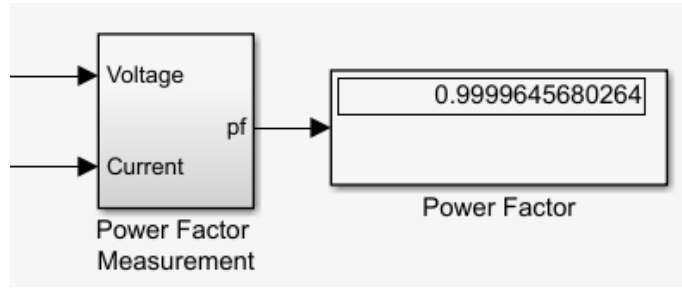 Voltage
pf
Current
Power Factor
Measurement
0.9999645680264
Power Factor